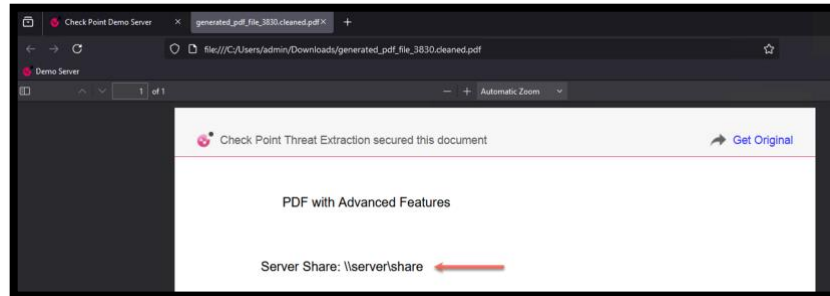 Check Point Demo Server
generated_pdf_file_3830.cleaned.pdf
file:///C:/Users/admin/Downloads/generated_pdf_file_3830.cleaned.pdf
Demo Server
1 of 1 Automatic Zoom
Check Point Threat Extraction secured this document Get Original
PDF with Advanced Features
Server Share: \\server\share